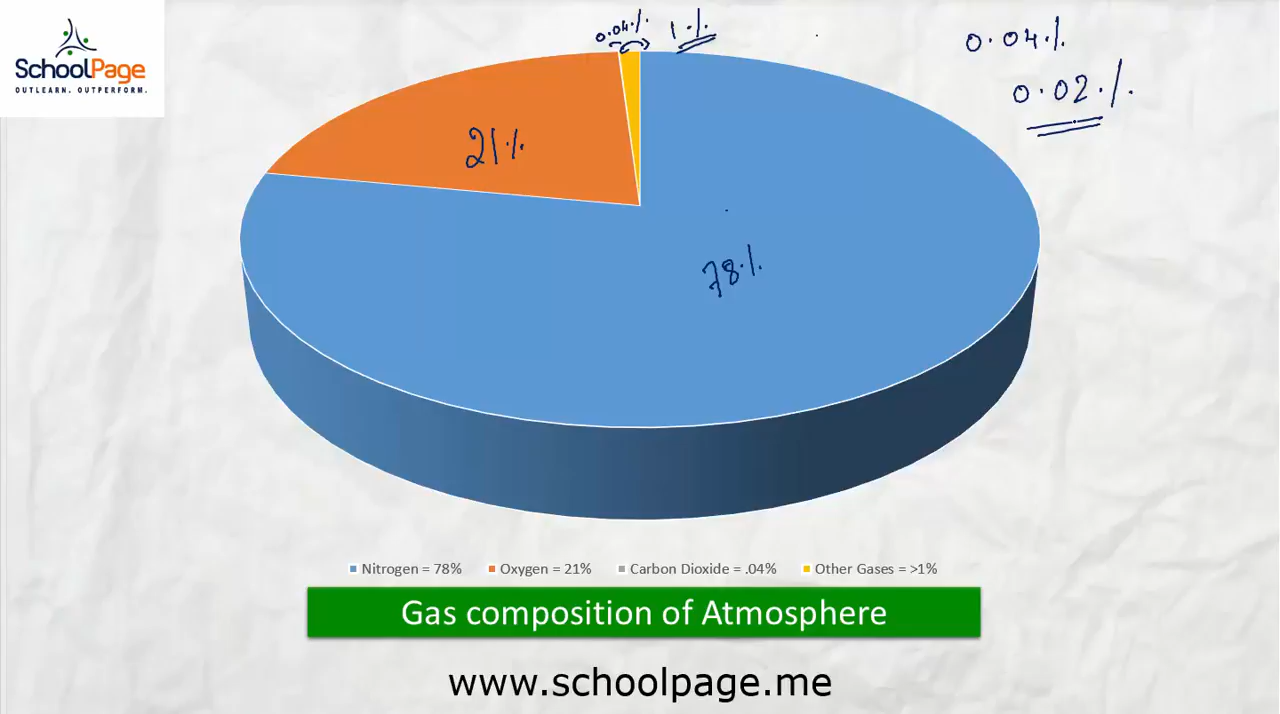 SchoolPage
OUTLEARN. OUTPERFORM.
0.04%
1%
0.04%
0.02%
21%
78%
Nitrogen = 78% Oxygen = 21% Carbon Dioxide = .04% Other Gases = >1%
Gas composition of Atmosphere
www.schoolpage.me